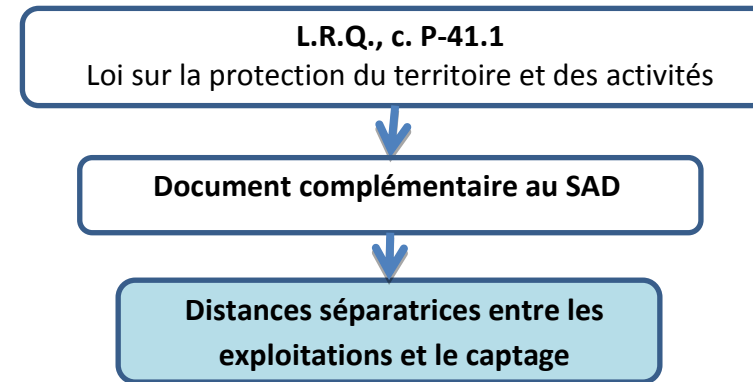 L.R.Q., c. P-41.1
Loi sur la protection du territoire et des activités
Document complémentaire au SAD
Distances séparatrices entre les
exploitations et le captage